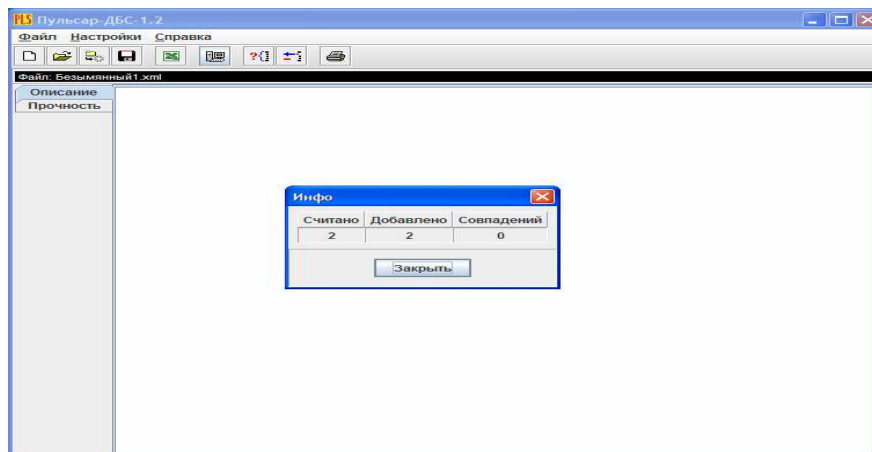 PLS Пульсар-ДБС-1.2
Файл Настройки Справка
?{}
Файл: Безымянный1.xml
Описание
Прочность
Инфо
Считано Добавлено Совпадений
2 2 0
Закрыть